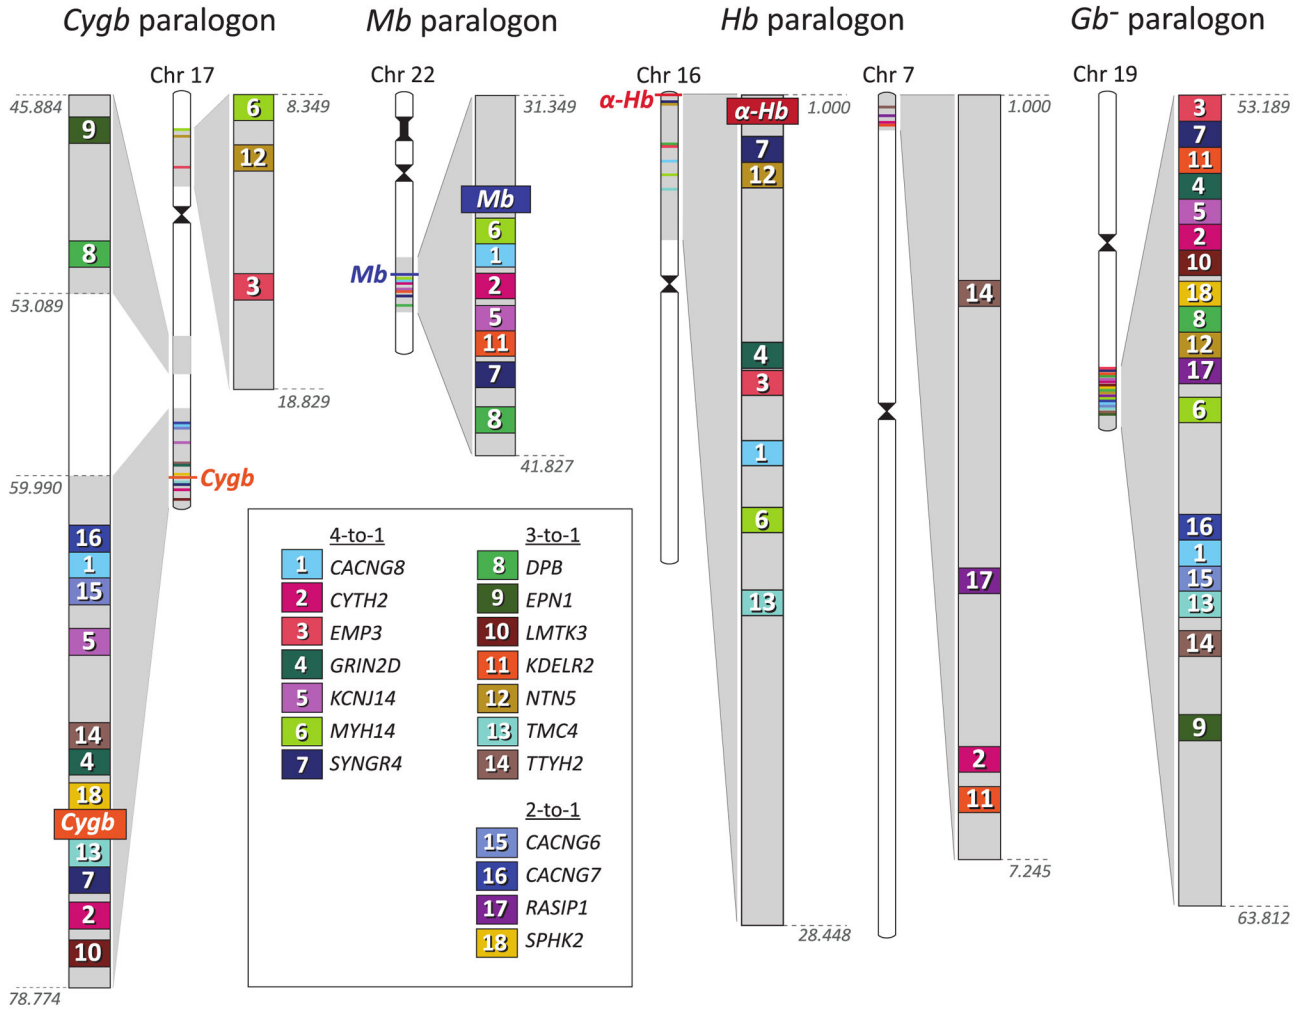 Cygb paralogon
Mb paralogon
Hb paralogon
Gb⁻ paralogon
Chr 17
Chr 22
Chr 16
Chr 7
Chr 19
45.884
9
8
53.089
59.990
16
1
15
5
14
4
18
Cygb
13
7
2
10
78.774
Cygb
8.349
6
12
3
18.829
Mb
31.349
Mb
6
1
2
5
11
7
8
41.827
α-Hb
α-Hb
1.000
7
12
4
3
1
6
13
28.448
1.000
14
17
2
11
7.245
53.189
3
7
11
4
5
2
10
18
8
12
17
6
16
1
15
13
14
9
63.812
4-to-1
1 CACNG8
2 CYTH2
3 EMP3
4 GRIN2D
5 KCNJ14
6 MYH14
7 SYNGR4
3-to-1
8 DPB
9 EPN1
10 LMTK3
11 KDELR2
12 NTN5
13 TMC4
14 TTYH2
2-to-1
15 CACNG6
16 CACNG7
17 RASIP1
18 SPHK2